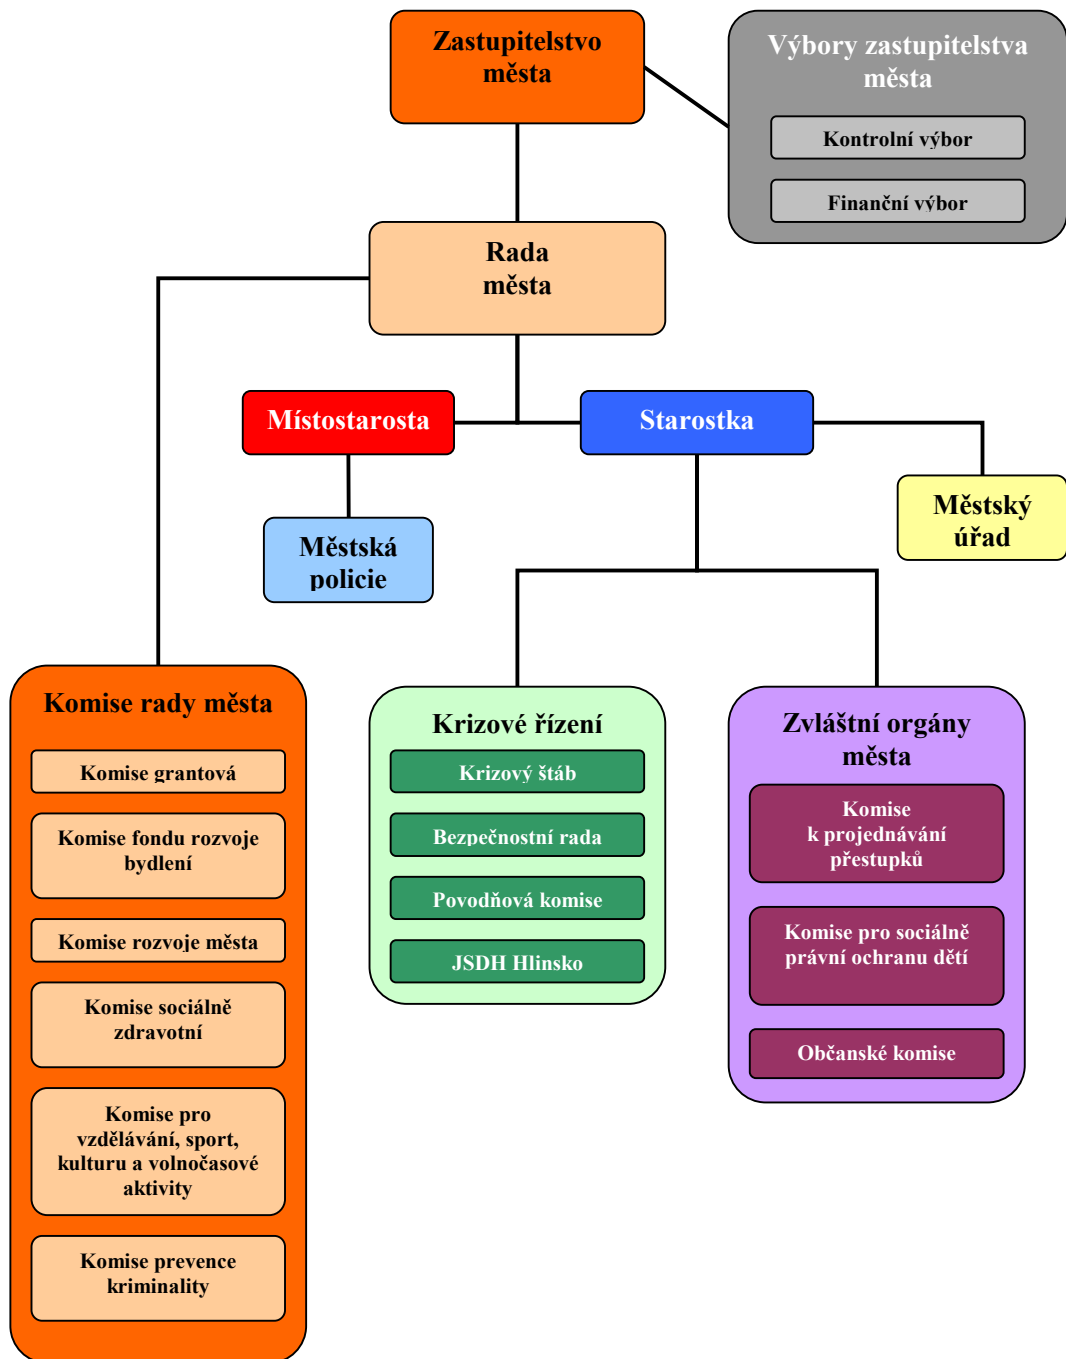 Zastupitelstvo
města
Výbory zastupitelstva
města
Kontrolní výbor
Finanční výbor
Rada
města
Místostarosta
Starostka
Městská
policie
Městský
úřad
Komise rady města
Komise grantová
Komise fondu rozvoje
bydlení
Komise rozvoje města
Komise sociálně
zdravotní
Komise pro
vzdělávání, sport,
kulturu a volnočasové
aktivity
Komise prevence
kriminality
Krizové řízení
Krizový štáb
Bezpečnostní rada
Povodňová komise
JSDH Hlinsko
Zvláštní orgány
města
Komise
k projednávání
přestupků
Komise pro sociálně
právní ochranu dětí
Občanské komise